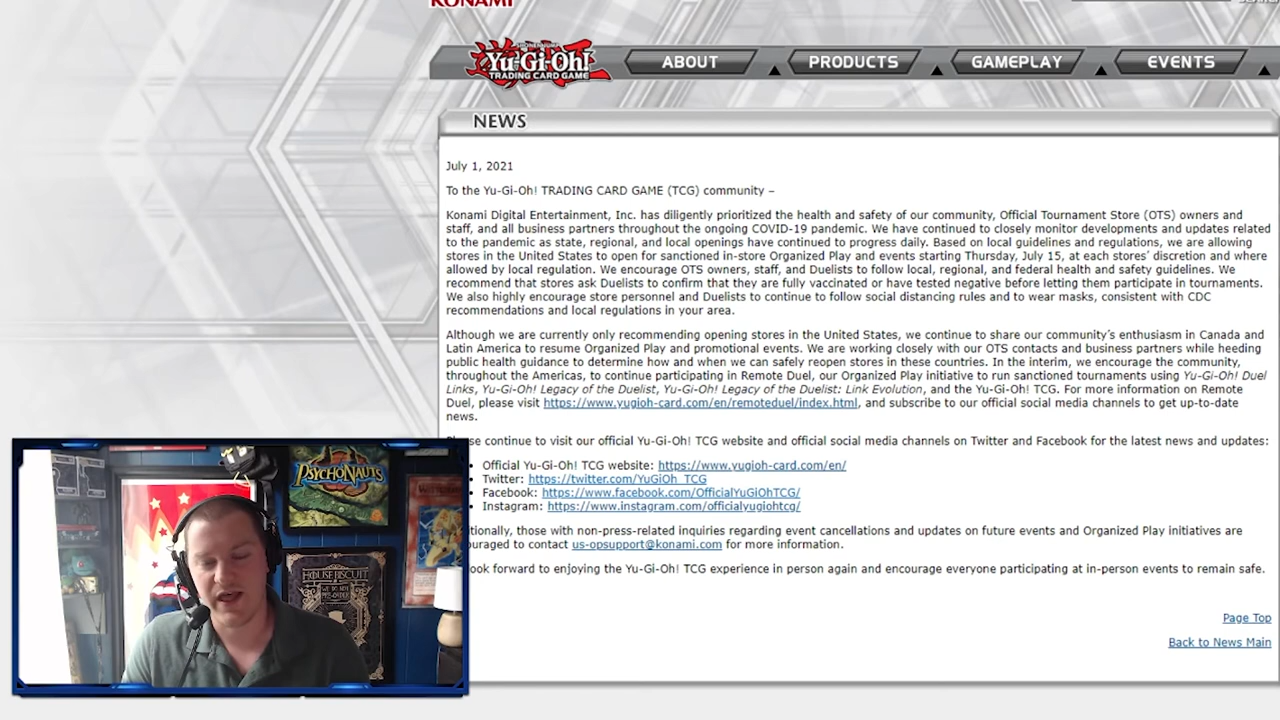 KONAMI
SHONEN JUMP
Yu-Gi-Oh!
TRADING CARD GAME
ABOUT
PRODUCTS
GAMEPLAY
EVENTS
NEWS
July 1, 2021
To the Yu-Gi-Oh! TRADING CARD GAME (TCG) community –
Konami Digital Entertainment, Inc. has diligently prioritized the health and safety of our community, Official Tournament Store (OTS) owners and
staff, and all business partners throughout the ongoing COVID-19 pandemic. We have continued to closely monitor developments and updates related
to the pandemic as state, regional, and local openings have continued to progress daily. Based on local guidelines and regulations, we are allowing
stores in the United States to open for sanctioned in-store Organized Play and events starting Thursday, July 15, at each stores' discretion and where
allowed by local regulation. We encourage OTS owners, staff, and Duelists to follow local, regional, and federal health and safety guidelines. We
recommend that stores ask Duelists to confirm that they are fully vaccinated or have tested negative before letting them participate in tournaments.
We also highly encourage store personnel and Duelists to continue to follow social distancing rules and to wear masks, consistent with CDC
recommendations and local regulations in your area.
Although we are currently only recommending opening stores in the United States, we continue to share our community's enthusiasm in Canada and
Latin America to resume Organized Play and promotional events. We are working closely with our OTS contacts and business partners while heeding
public health guidance to determine how and when we can safely reopen stores in these countries. In the interim, we encourage the community,
throughout the Americas, to continue participating in Remote Duel, our Organized Play initiative to run sanctioned tournaments using Yu-Gi-Oh! Duel
Links, Yu-Gi-Oh! Legacy of the Duelist, Yu-Gi-Oh! Legacy of the Duelist: Link Evolution, and the Yu-Gi-Oh! TCG. For more information on Remote
Duel, please visit https://www.yugioh-card.com/en/remoteduel/index.html, and subscribe to our official social media channels to get up-to-date
news.
ase continue to visit our official Yu-Gi-Oh! TCG website and official social media channels on Twitter and Facebook for the latest news and updates:
Official Yu-Gi-Oh! TCG website: https://www.yugioh-card.com/en/
Twitter: https://twitter.com/YuGiOh_TCG
Facebook: https://www.facebook.com/OfficialYuGiOhTCG/
Instagram: https://www.instagram.com/officialyugiohtcg/
tionally, those with non-press-related inquiries regarding event cancellations and updates on future events and Organized Play initiatives are
ouraged to contact us-opsupport@konami.com for more information.
ook forward to enjoying the Yu-Gi-Oh! TCG experience in person again and encourage everyone participating at in-person events to remain safe.
Page Top
Back to News Main
PSYCHONAUTS
HOUSE BISCUIT
WE DO NOT
PRE-ORDER